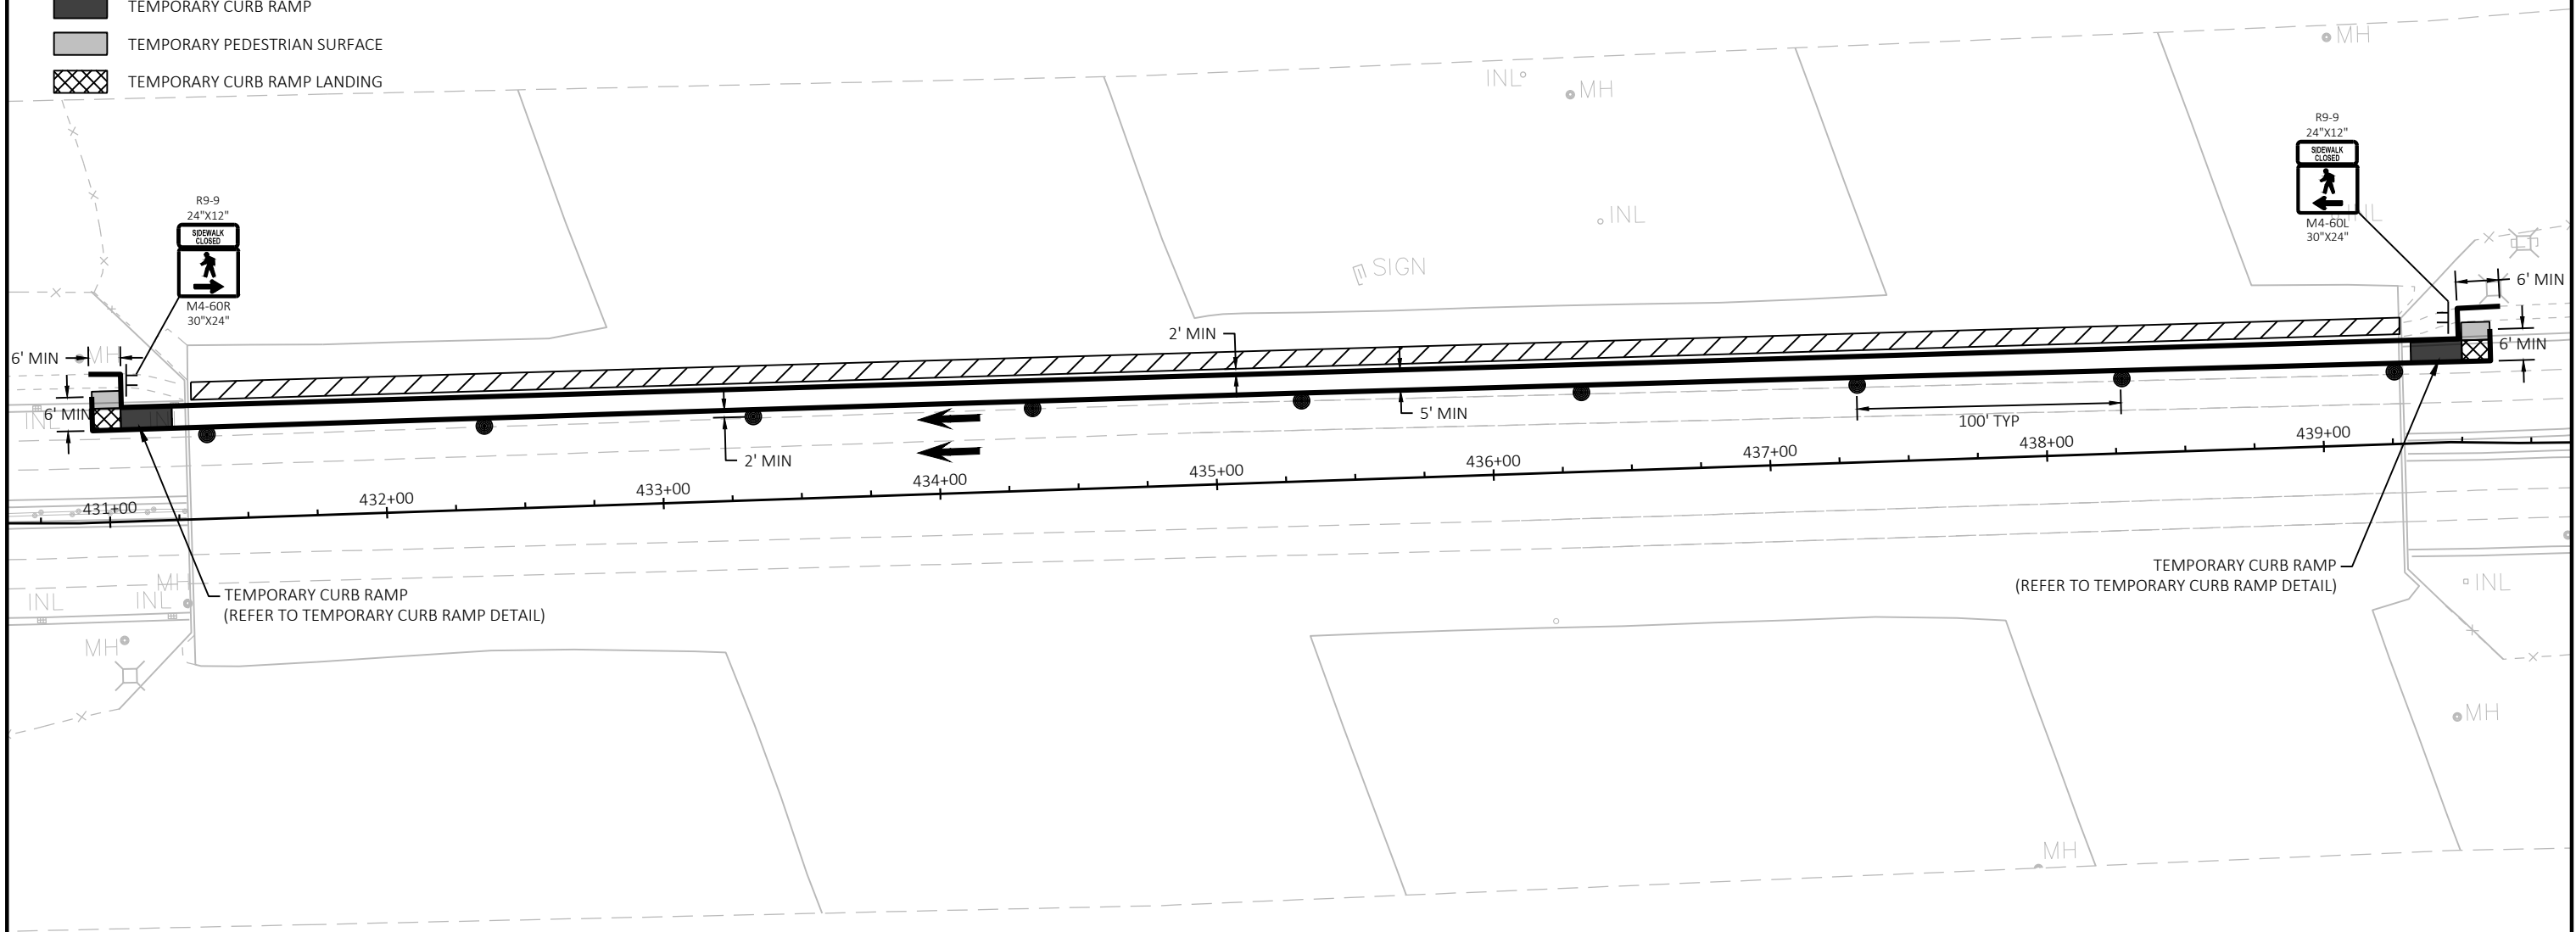 TEMPORARY CURB RAMP
TEMPORARY PEDESTRIAN SURFACE
TEMPORARY CURB RAMP LANDING
MH
INL
MH
R9-9
24"X12"
SIDEWALK
CLOSED
M4-60L
30"X24"
INL
INL
R9-9
24"X12"
SIDEWALK
CLOSED
M4-60R
30"X24"
SIGN
6' MIN
6' MIN
MH
2' MIN
6' MIN
6' MIN
INL
IN
5' MIN
100' TYP
2' MIN
431+00
432+00
433+00
434+00
435+00
436+00
437+00
438+00
439+00
TEMPORARY CURB RAMP
(REFER TO TEMPORARY CURB RAMP DETAIL)
TEMPORARY CURB RAMP
(REFER TO TEMPORARY CURB RAMP DETAIL)
MH
INL
INL
INL
MH
MH
MH